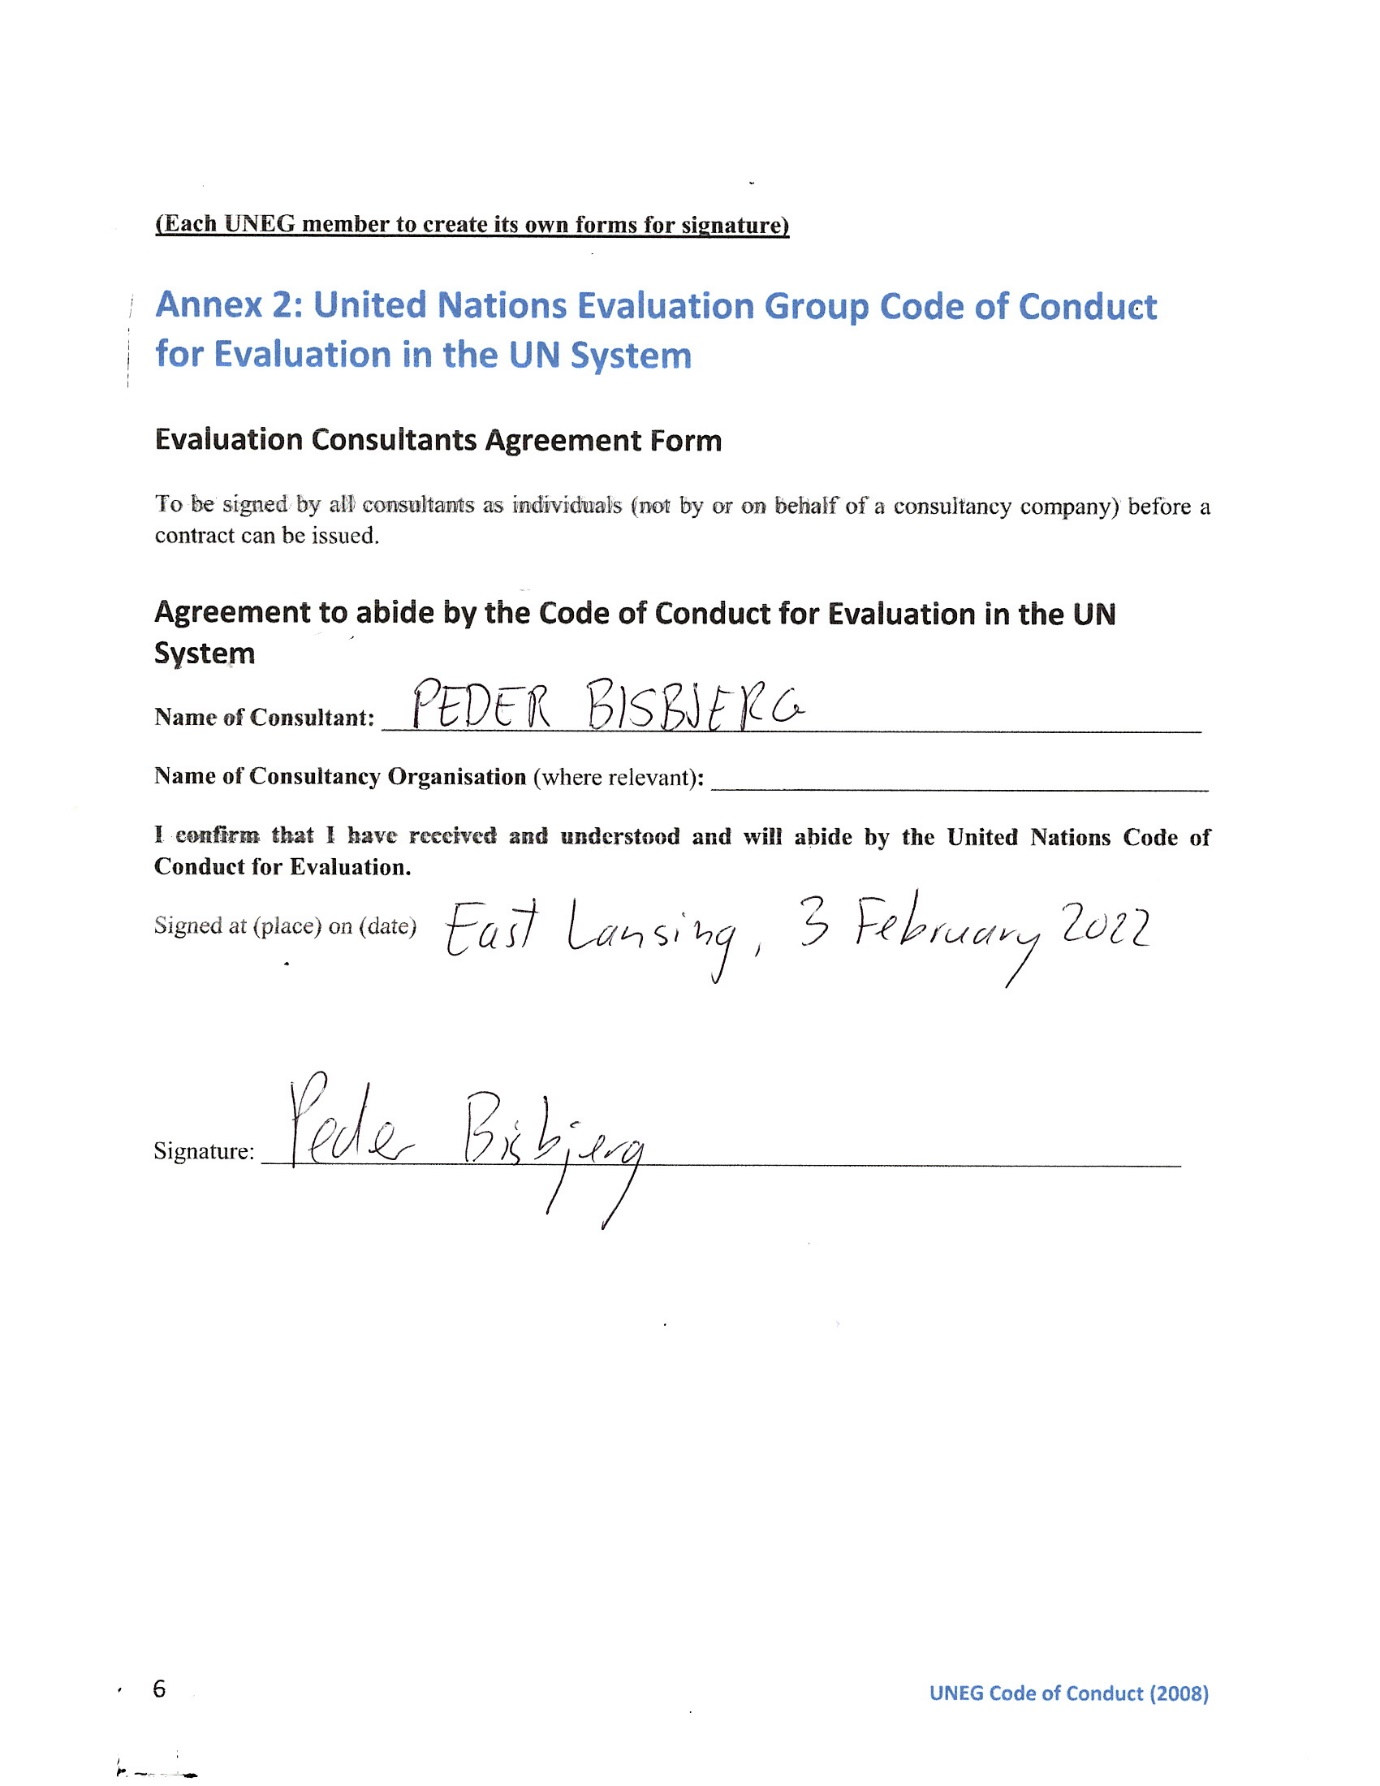 (Each UNEG member to create its own forms for signature)
Annex 2: United Nations Evaluation Group Code of Conduct
for Evaluation in the UN System
Evaluation Consultants Agreement Form
To be signed by all consultants as individuals (not by or on behalf of a consultancy company) before a
contract can be issued.
Agreement to abide by the Code of Conduct for Evaluation in the UN
System
Name of Consultant: PEDER BISBJERG
Name of Consultancy Organisation (where relevant):
I confirm that I have received and understood and will abide by the United Nations Code of
Conduct for Evaluation.
Signed at (place) on (date) East Lansing, 3 February 2022
Signature: Peder Bisbjerg
6 UNEG Code of Conduct (2008)